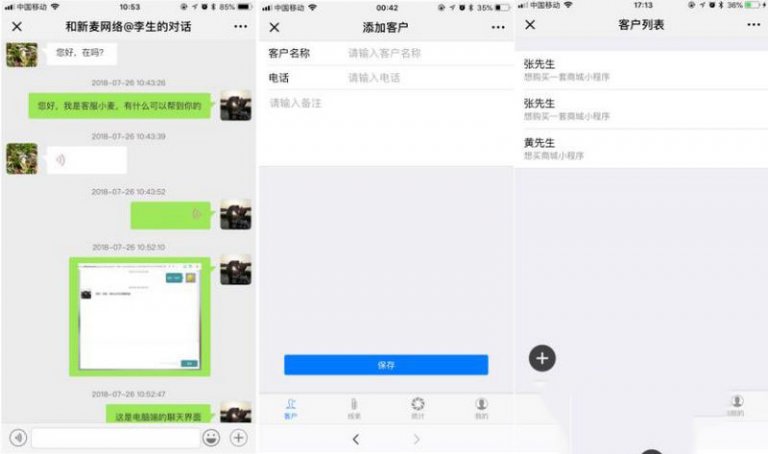 中国移动
10:53
85%
和新麦网络@李生的对话
您好，在吗？
2018-07-26 10:43:26
您好，我是客服小麦，有什么可以帮到你的
2018-07-26 10:43:39
2018-07-26 10:43:52
2018-07-26 10:52:10
2018-07-26 10:52:47
这是电脑端的聊天界面
中国移动
00:42
35%
添加客户
客户名称
请输入客户名称
电话
请输入电话
请输入备注
保存
客户
线索
统计
我的
中国移动
17:13
36%
客户列表
张先生
想购买一套商城小程序
张先生
想购买一套商城小程序
黄先生
想买商城小程序
我的